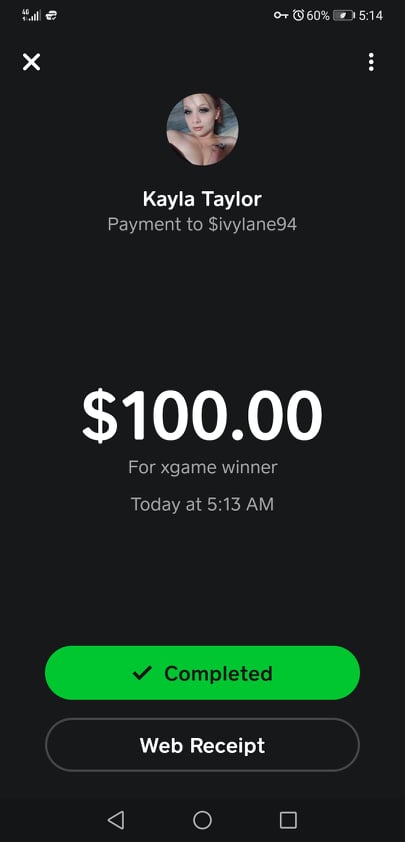 4G 60% 5:14
Kayla Taylor
Payment to $ivylane94
$100.00
For xgame winner
Today at 5:13 AM
Completed
Web Receipt